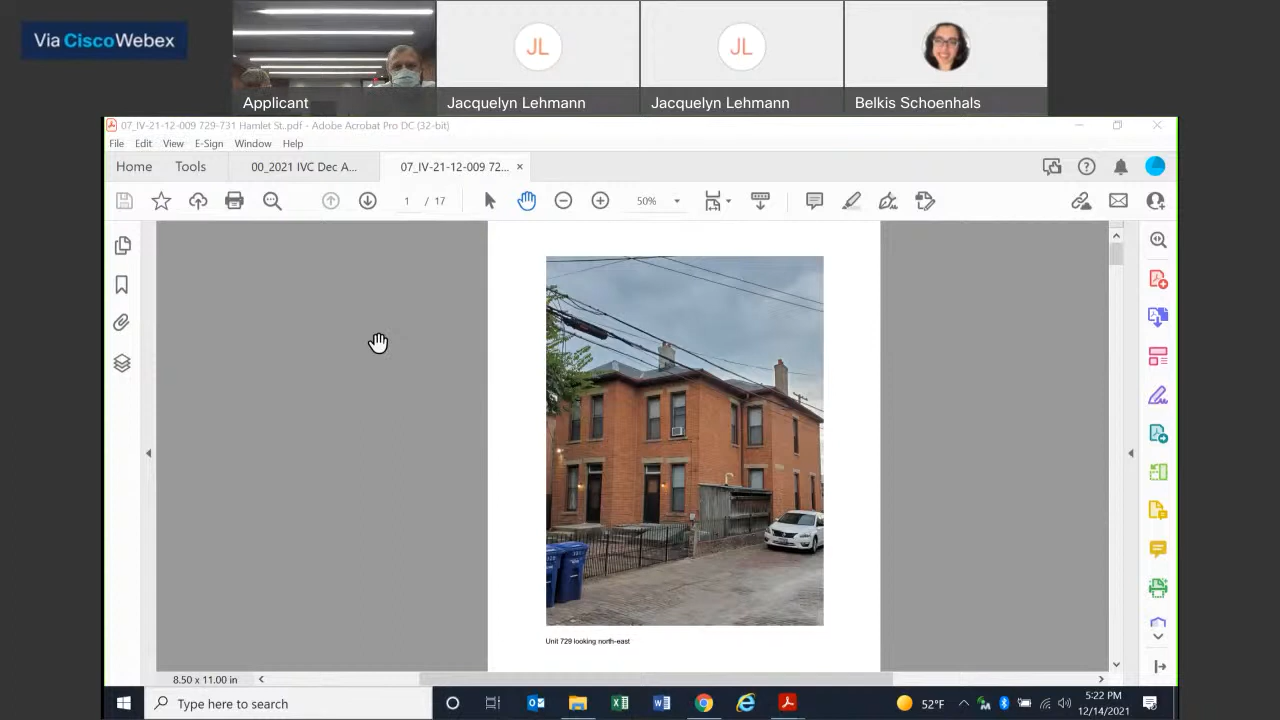 Via Cisco Webex
JL
JL
Applicant
Jacquelyn Lehmann
Jacquelyn Lehmann
Belkis Schoenhals
07_IV-21-12-009 729-731 Hamlet St..pdf - Adobe Acrobat Pro DC (32-bit)
File Edit View E-Sign Window Help
Home Tools 00_2021 IVC Dec A... 07_IV-21-12-009 72... ×
1 / 17 50%
Unit 729 looking north-east
8.50 x 11.00 in
Type here to search
52°F
5:22 PM
12/14/2021